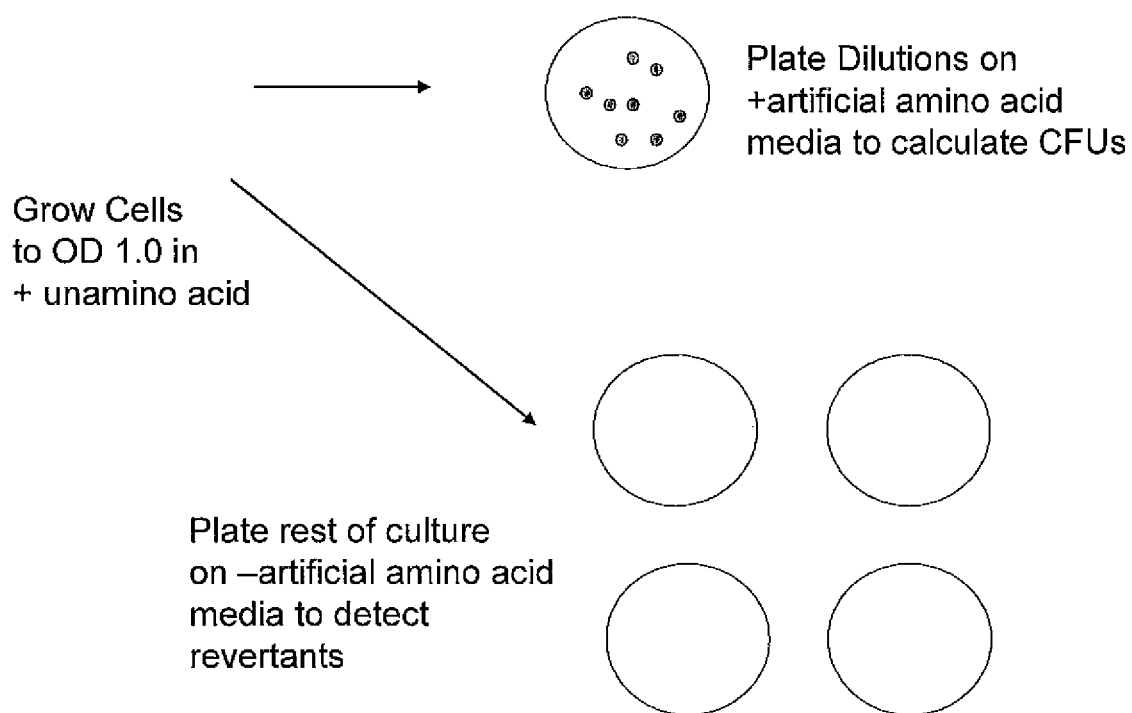 Plate Dilutions on
+artificial amino acid
media to calculate CFUs
Grow Cells
to OD 1.0 in
+ unamino acid
Plate rest of culture
on –artificial amino acid
media to detect
revertants